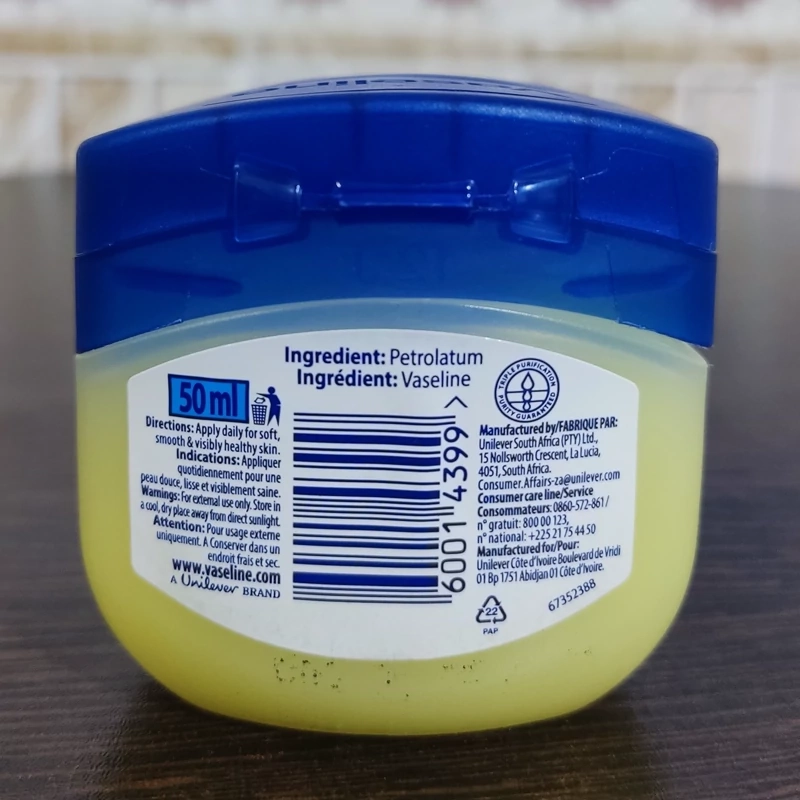 Ingredient: Petrolatum
Ingrédient: Vaseline
50 ml
Directions: Apply daily for soft,
smooth & visibly healthy skin.
Indications: Appliquer
quotidiennement pour une
peau douce, lisse et visiblement saine.
Warnings: For external use only. Store in
a cool, dry place away from direct sunlight.
Attention: Pour usage externe
uniquement. A Conserver dans un
endroit frais et sec.
www.vaseline.com
A Unilever BRAND
6001 4399 >
TRIPLE PURIFICATION
PURITY GUARANTEED
Manufactured by/FABRIQUE PAR:
Unilever South Africa (PTY) Ltd.,
15 Nollsworth Crescent, La Lucia,
4051, South Africa.
Consumer.Affairs-za@unilever.com
Consumer care line/Service
Consommateurs: 0860-572-861/
n° gratuit: 800 00 123,
n° national: +225 21 75 44 50
Manufactured for/Pour:
Unilever Côte d'Ivoire Boulevard de Vridi
01 Bp 1751 Abidjan 01 Côte d'Ivoire.
22
PAP
67352388